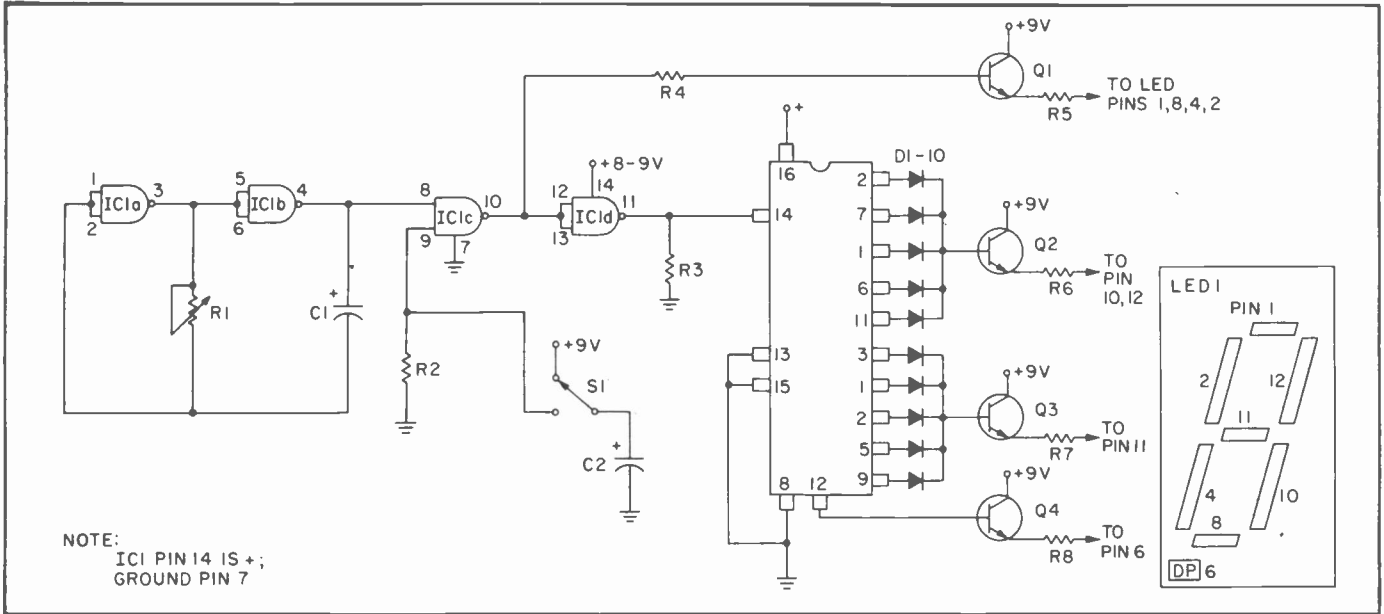 +9V
Q1
R4
R5
TO LED
PINS 1,8,4,2
+
+8-9V
D1-10
1
2
3
IC1a
5
6
4
IC1b
8
9
10
IC1c
7
12
13
14
11
IC1d
16
14
2
7
1
6
11
+9V
Q2
R6
TO
PIN
10,12
R1
C1
+
R2
R3
+9V
S1
C2
+
13
15
3
1
2
5
9
8
12
+9V
Q3
R7
TO
PIN 11
+9V
Q4
R8
TO
PIN 6
LED 1
PIN 1
2
12
11
4
10
8
DP 6
NOTE:
IC1 PIN 14 IS +;
GROUND PIN 7